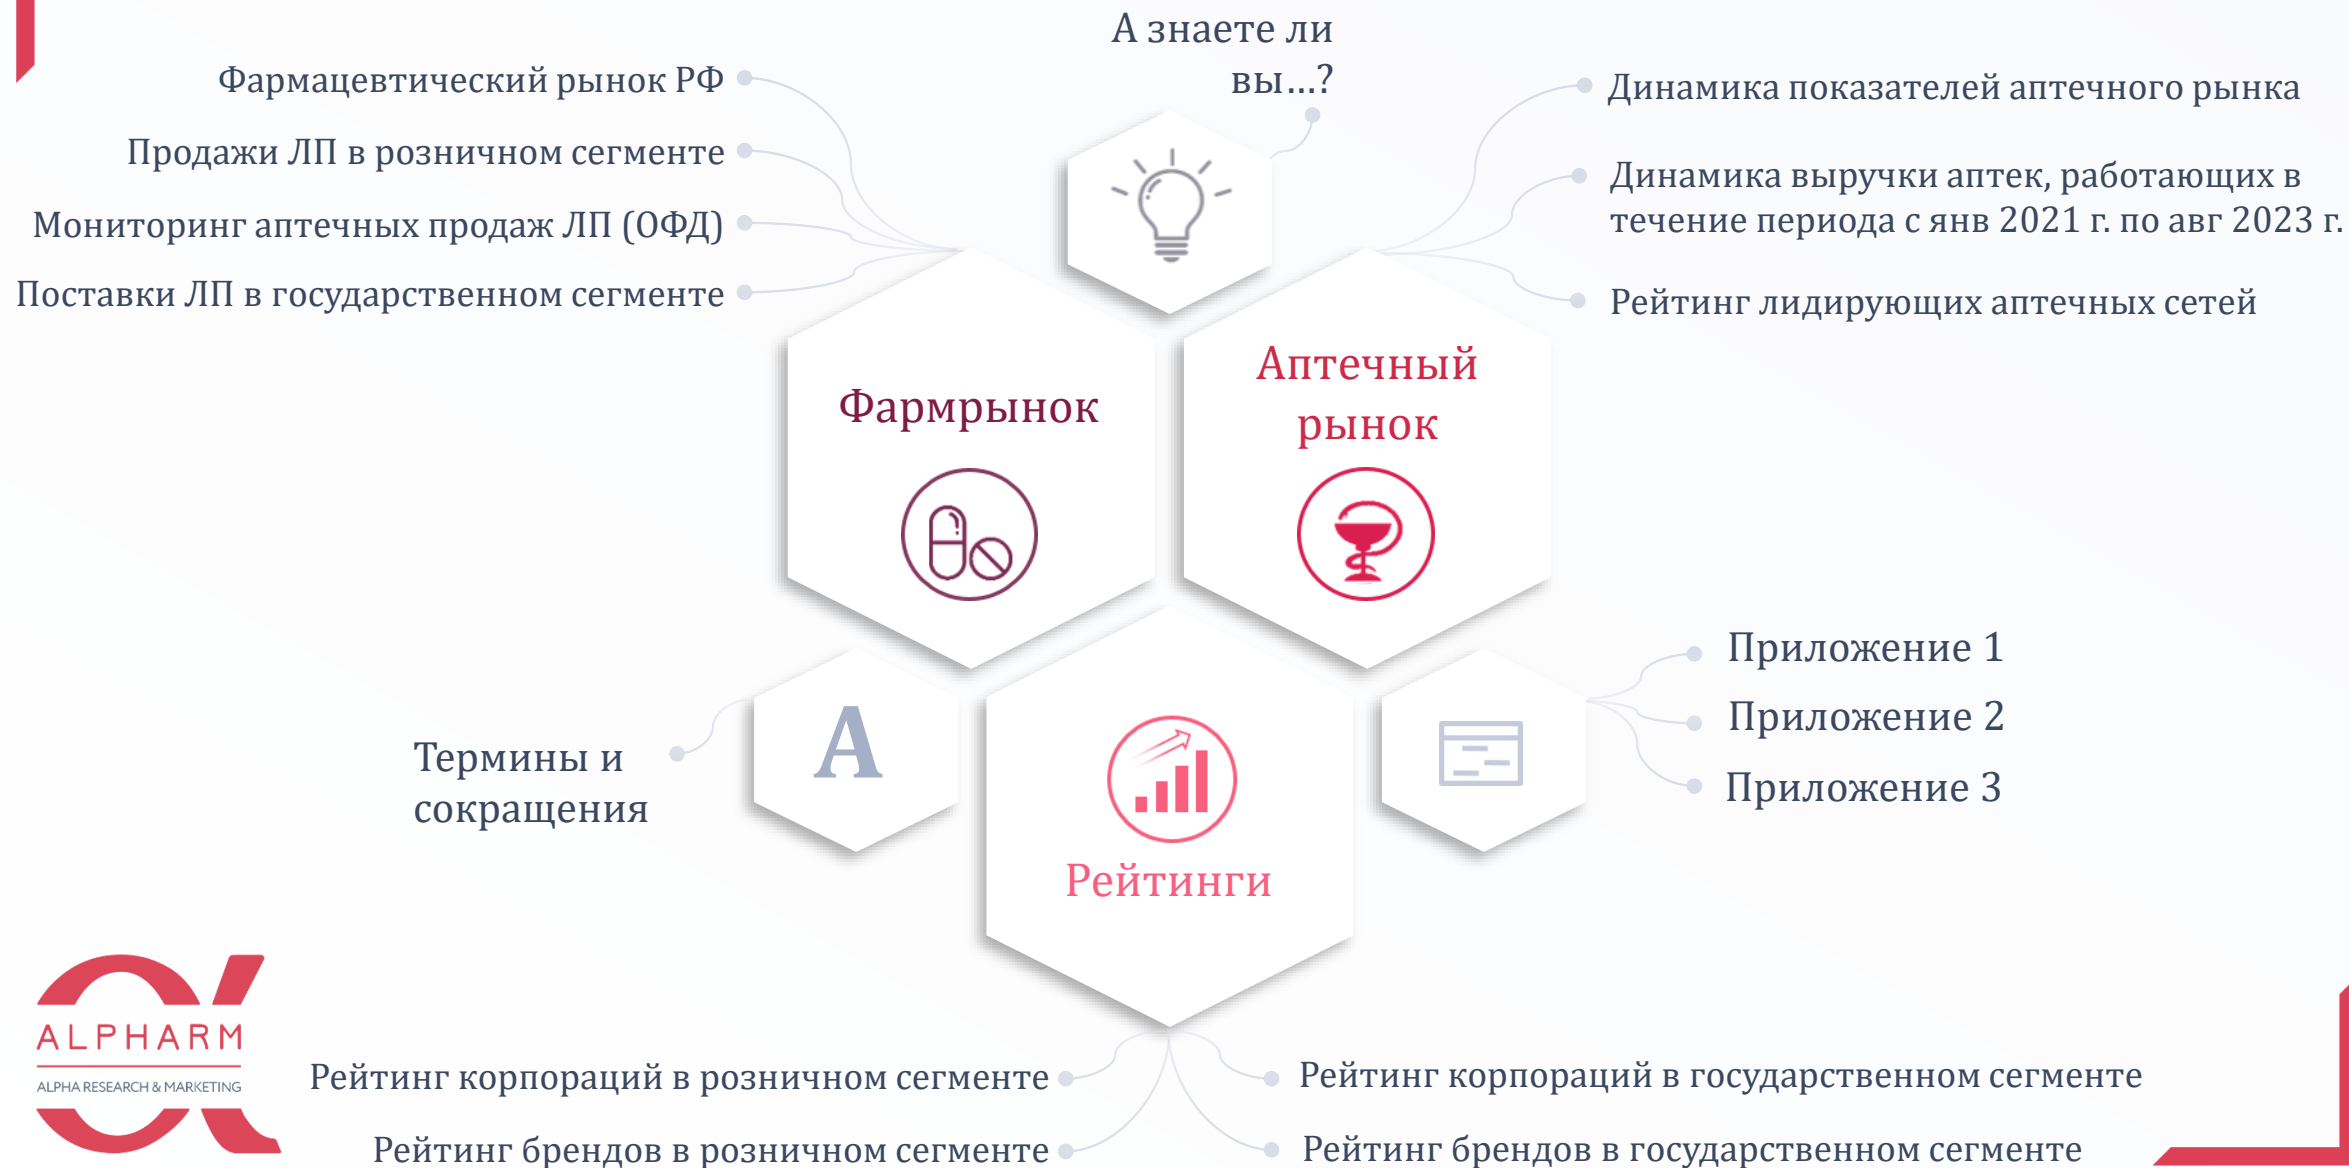 А знаете ли
вы...?
Фармацевтический рынок РФ
Продажи ЛП в розничном сегменте
Мониторинг аптечных продаж ЛП (ОФД)
Поставки ЛП в государственном сегменте
Динамика показателей аптечного рынка
Динамика выручки аптек, работающих в
течение периода с янв 2021 г. по авг 2023 г.
Рейтинг лидирующих аптечных сетей
Фармрынок
Аптечный
рынок
Термины и
сокращения
А
Рейтинги
Приложение 1
Приложение 2
Приложение 3
ALPHARM
ALPHA RESEARCH & MARKETING
Рейтинг корпораций в розничном сегменте
Рейтинг брендов в розничном сегменте
Рейтинг корпораций в государственном сегменте
Рейтинг брендов в государственном сегменте